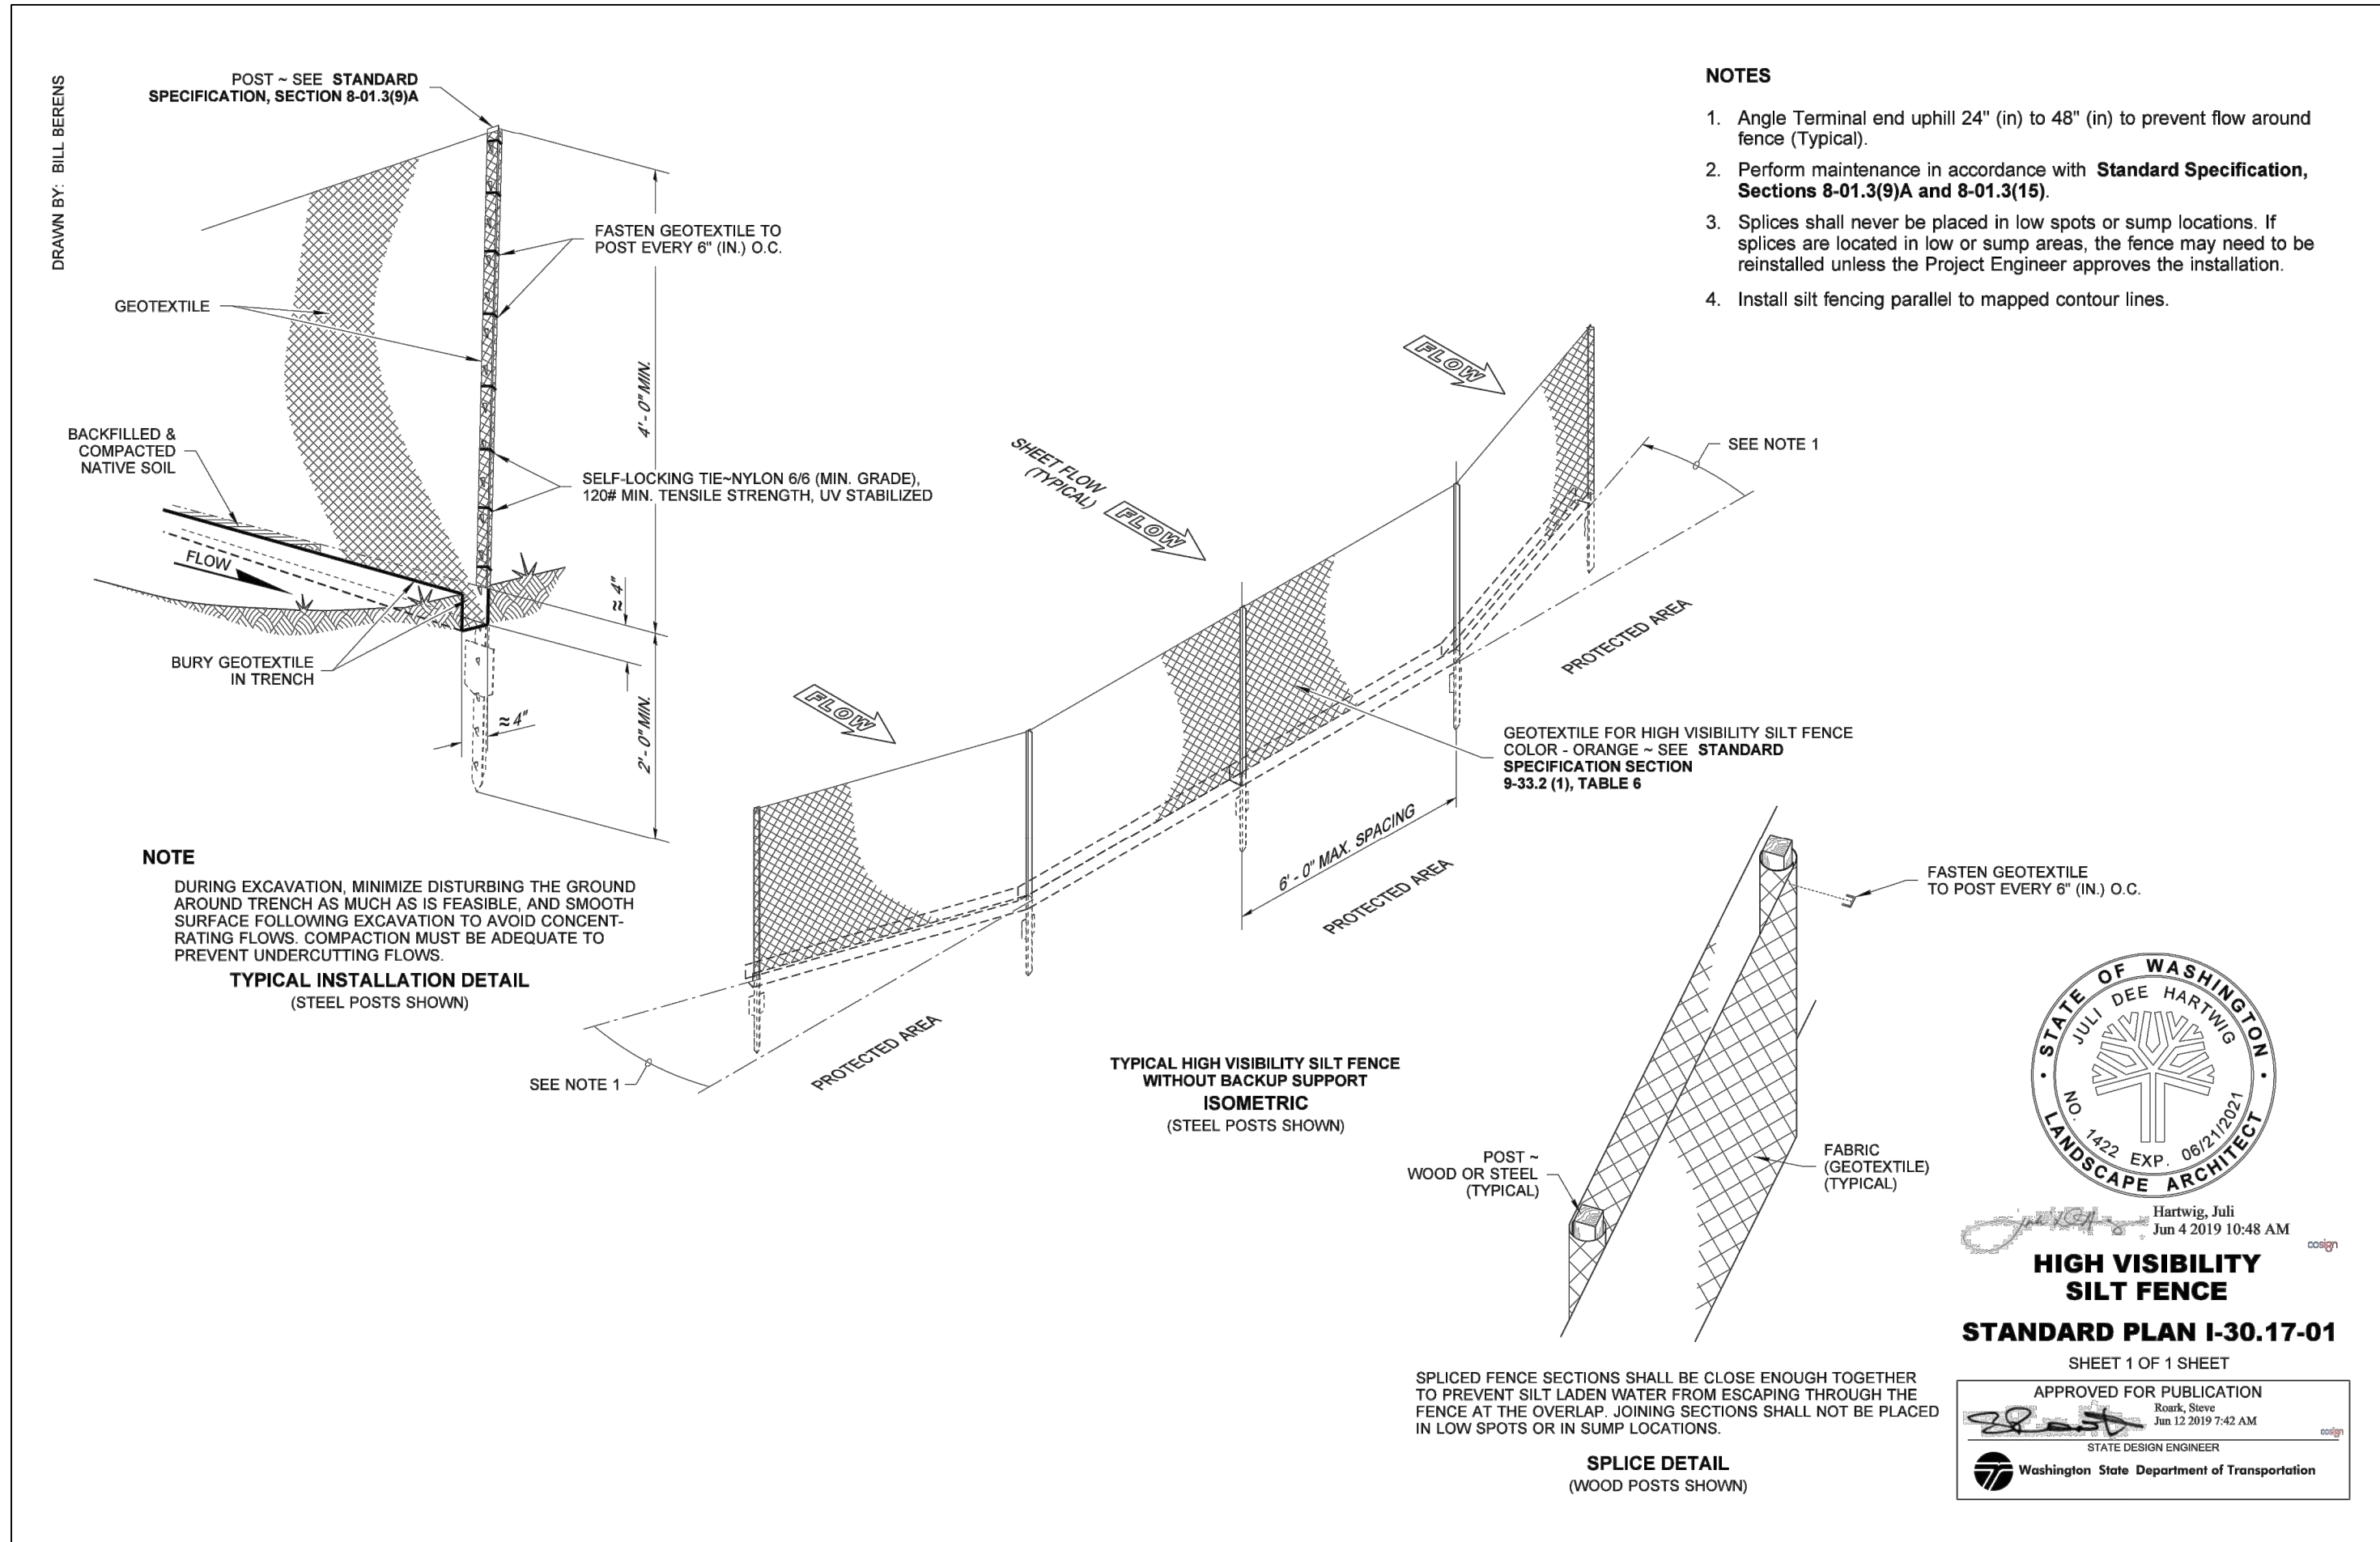 DRAWN BY: BILL BERENS
POST ~ SEE STANDARD
SPECIFICATION, SECTION 8-01.3(9)A
FASTEN GEOTEXTILE TO
POST EVERY 6" (IN.) O.C.
GEOTEXTILE
4' - 0" MIN.
BACKFILLED &
COMPACTED
NATIVE SOIL
SELF-LOCKING TIE~NYLON 6/6 (MIN. GRADE),
120# MIN. TENSILE STRENGTH, UV STABILIZED
FLOW
≈ 4"
BURY GEOTEXTILE
IN TRENCH
≈ 4"
2' - 0" MIN.
NOTE
DURING EXCAVATION, MINIMIZE DISTURBING THE GROUND
AROUND TRENCH AS MUCH AS IS FEASIBLE, AND SMOOTH
SURFACE FOLLOWING EXCAVATION TO AVOID CONCENT-
RATING FLOWS. COMPACTION MUST BE ADEQUATE TO
PREVENT UNDERCUTTING FLOWS.
TYPICAL INSTALLATION DETAIL
(STEEL POSTS SHOWN)
NOTES
1. Angle Terminal end uphill 24" (in) to 48" (in) to prevent flow around
fence (Typical).
2. Perform maintenance in accordance with Standard Specification,
Sections 8-01.3(9)A and 8-01.3(15).
3. Splices shall never be placed in low spots or sump locations. If
splices are located in low or sump areas, the fence may need to be
reinstalled unless the Project Engineer approves the installation.
4. Install silt fencing parallel to mapped contour lines.
FLOW
SEE NOTE 1
SHEET FLOW
(TYPICAL)
FLOW
PROTECTED AREA
FLOW
GEOTEXTILE FOR HIGH VISIBILITY SILT FENCE
COLOR - ORANGE ~ SEE STANDARD
SPECIFICATION SECTION
9-33.2 (1), TABLE 6
6' - 0" MAX. SPACING
PROTECTED AREA
PROTECTED AREA
SEE NOTE 1
TYPICAL HIGH VISIBILITY SILT FENCE
WITHOUT BACKUP SUPPORT
ISOMETRIC
(STEEL POSTS SHOWN)
FASTEN GEOTEXTILE
TO POST EVERY 6" (IN.) O.C.
POST ~
WOOD OR STEEL
(TYPICAL)
FABRIC
(GEOTEXTILE)
(TYPICAL)
SPLICED FENCE SECTIONS SHALL BE CLOSE ENOUGH TOGETHER
TO PREVENT SILT LADEN WATER FROM ESCAPING THROUGH THE
FENCE AT THE OVERLAP. JOINING SECTIONS SHALL NOT BE PLACED
IN LOW SPOTS OR IN SUMP LOCATIONS.
SPLICE DETAIL
(WOOD POSTS SHOWN)
STATE OF WASHINGTON
JULI DEE HARTWIG
NO. 1422 EXP. 06/21/2021
LANDSCAPE ARCHITECT
Hartwig, Juli
Jun 4 2019 10:48 AM
cosign
HIGH VISIBILITY
SILT FENCE
STANDARD PLAN I-30.17-01
SHEET 1 OF 1 SHEET
APPROVED FOR PUBLICATION
Roark, Steve
Jun 12 2019 7:42 AM
cosign
STATE DESIGN ENGINEER
Washington State Department of Transportation